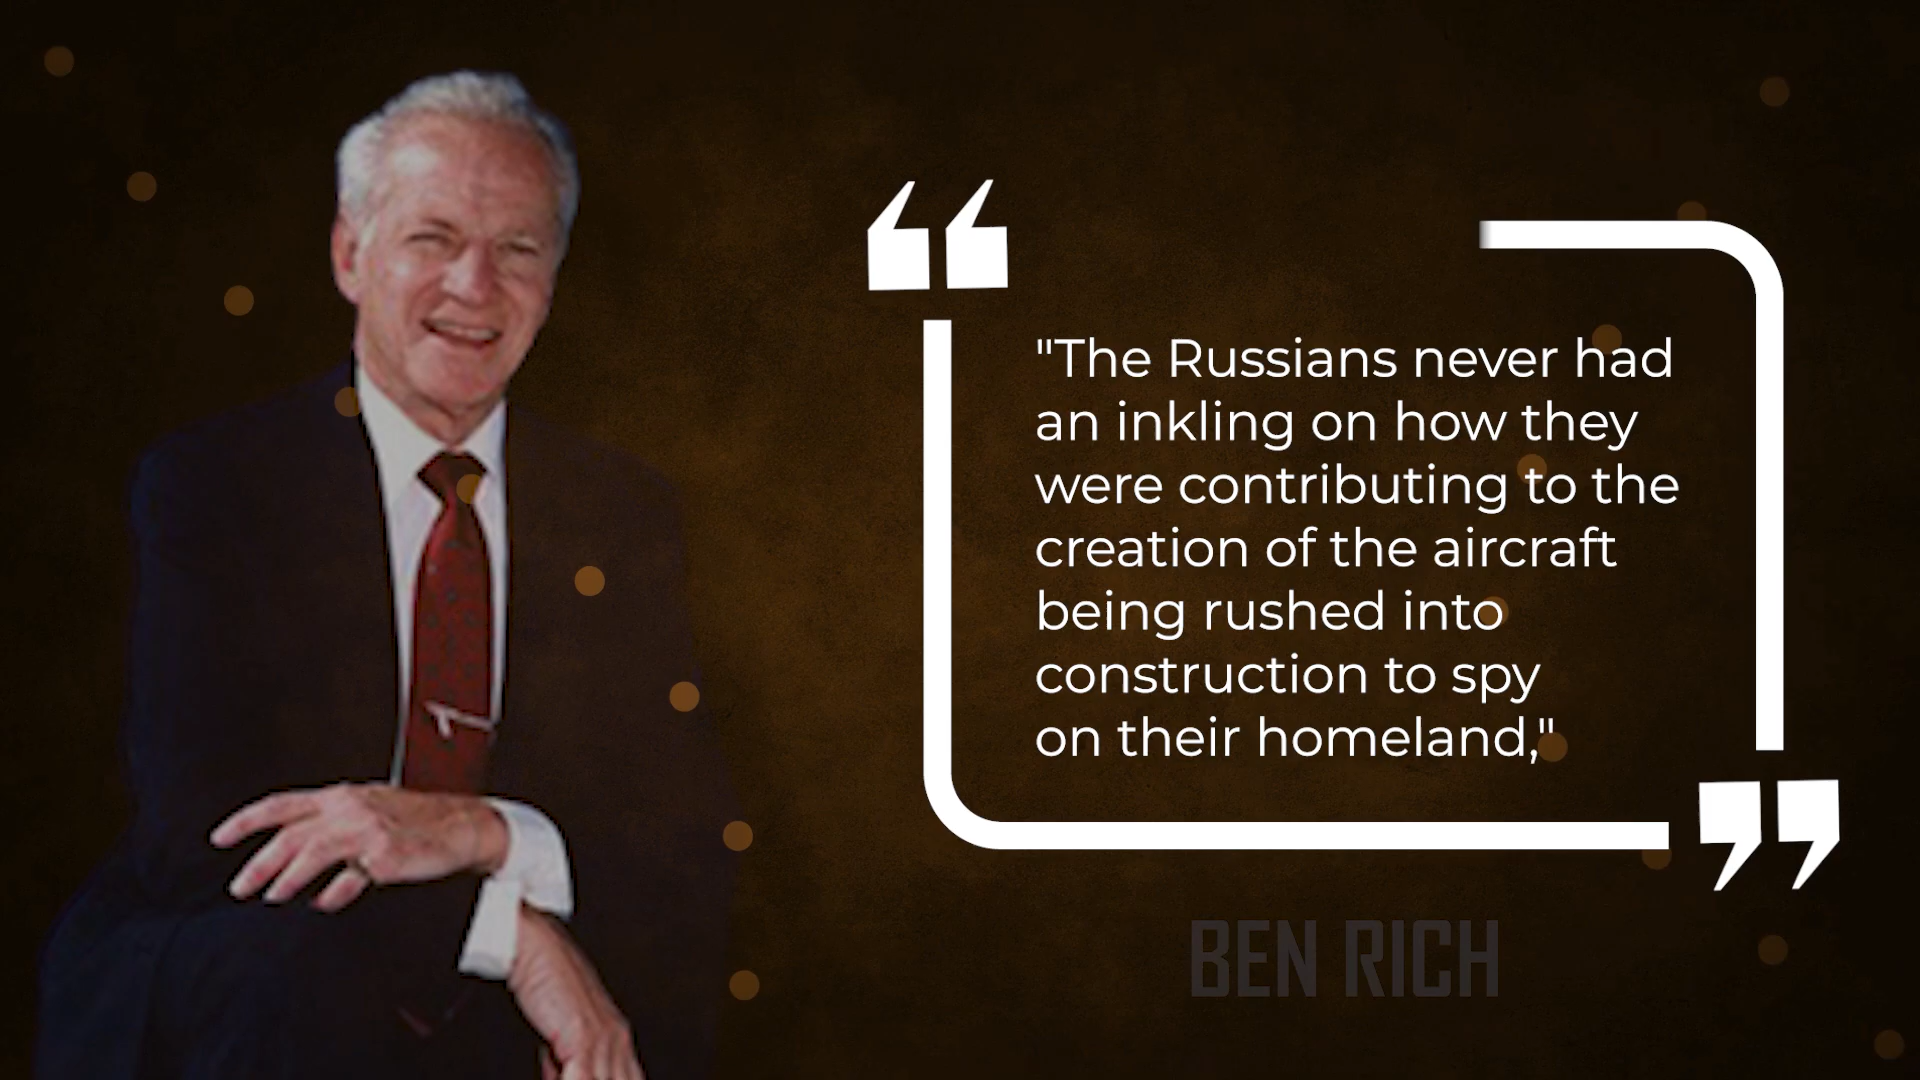 "The Russians never had
an inkling on how they
were contributing to the
creation of the aircraft
being rushed into
construction to spy
on their homeland,"
BEN RICH